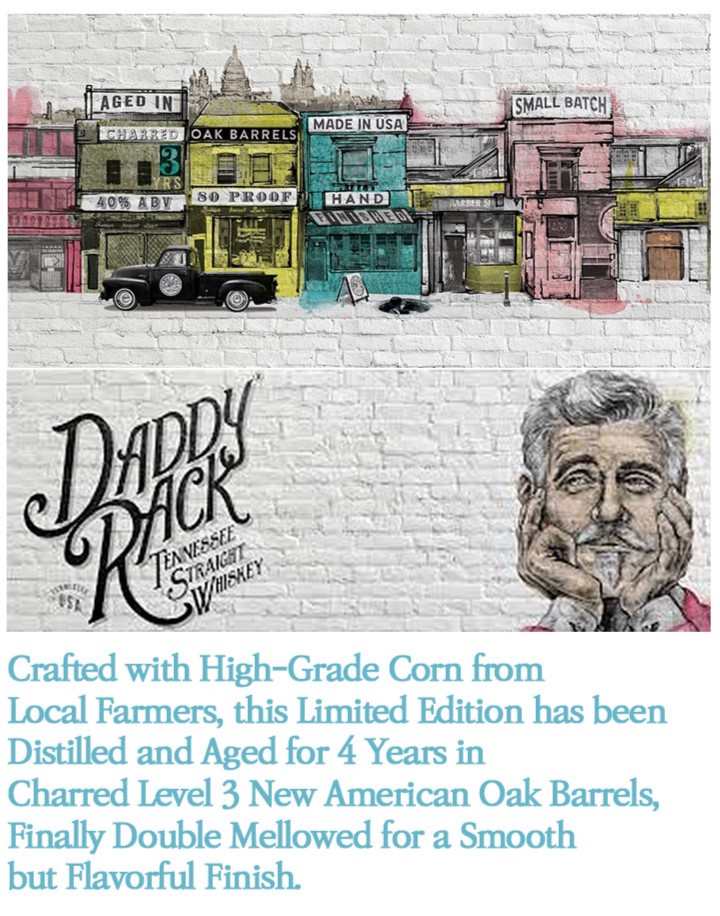 AGED IN
CHARRED
3
YRS
40% ABV
OAK BARRELS
80 PROOF
MADE IN USA
HAND
FINISHED
BARBER
SMALL BATCH
DADDY
RACK
TENNESSEE
STRAIGHT
WHISKEY
TENNESSEE
USA
Crafted with High-Grade Corn from
Local Farmers, this Limited Edition has been
Distilled and Aged for 4 Years in
Charred Level 3 New American Oak Barrels,
Finally Double Mellowed for a Smooth
but Flavorful Finish.